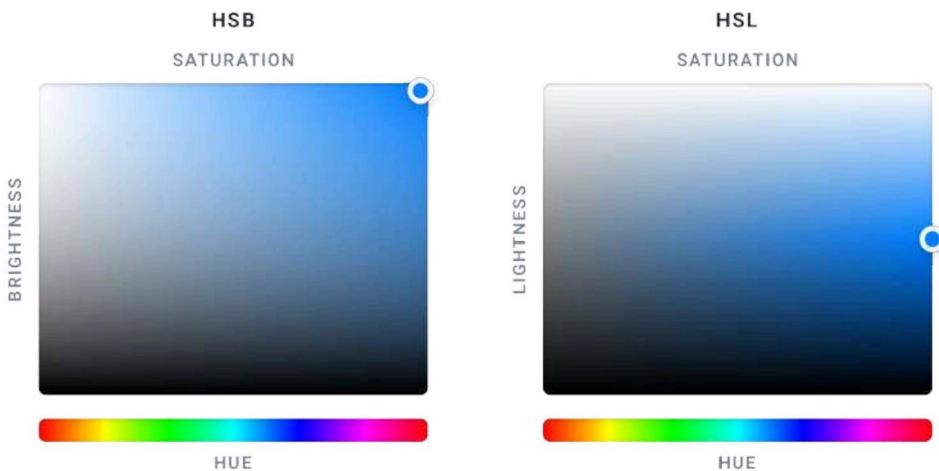 HSB
SATURATION
BRIGHTNESS
HUE
HSL
SATURATION
LIGHTNESS
HUE